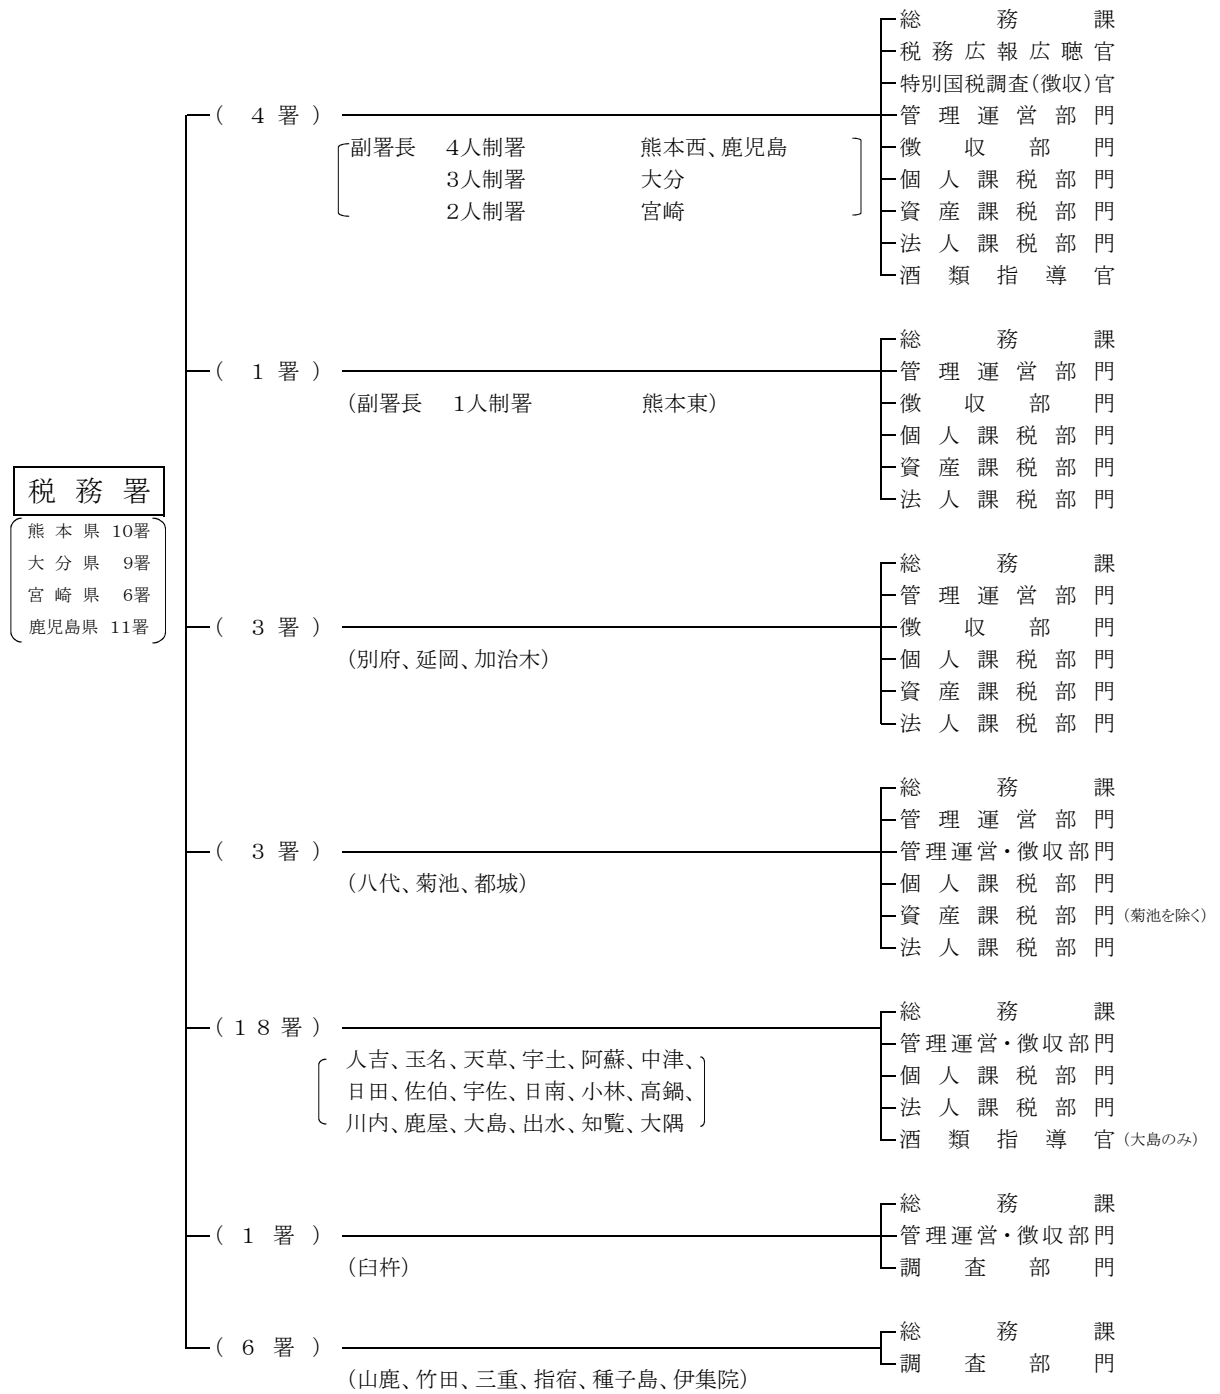 税務署
熊本県 10署
大分県 9署
宮崎県 6署
鹿児島県 11署
( 4署 )
副署長 4人制署 熊本西、鹿児島
3人制署 大分
2人制署 宮崎
総務課
税務広報広聴官
特別国税調査(徴収)官
管理運営部門
徴収部門
個人課税部門
資産課税部門
法人課税部門
酒類指導官
( 1署 )
(副署長 1人制署 熊本東)
総務課
管理運営部門
徴収部門
個人課税部門
資産課税部門
法人課税部門
( 3署 )
(別府、延岡、加治木)
総務課
管理運営部門
徴収部門
個人課税部門
資産課税部門
法人課税部門
( 3署 )
(八代、菊池、都城)
総務課
管理運営部門
管理運営・徴収部門
個人課税部門
資産課税部門 (菊池を除く)
法人課税部門
( 18署 )
人吉、玉名、天草、宇土、阿蘇、中津、
日田、佐伯、宇佐、日南、小林、高鍋、
川内、鹿屋、大島、出水、知覧、大隅
総務課
管理運営・徴収部門
個人課税部門
法人課税部門
酒類指導官 (大島のみ)
( 1署 )
(臼杵)
総務課
管理運営・徴収部門
調査部門
( 6署 )
(山鹿、竹田、三重、指宿、種子島、伊集院)
総務課
調査部門